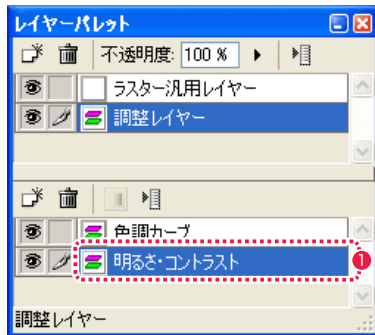 レイヤーパレット
不透明度: 100 %
ラスター汎用レイヤー
調整レイヤー
色調カーブ
明るさ・コントラスト
1
調整レイヤー